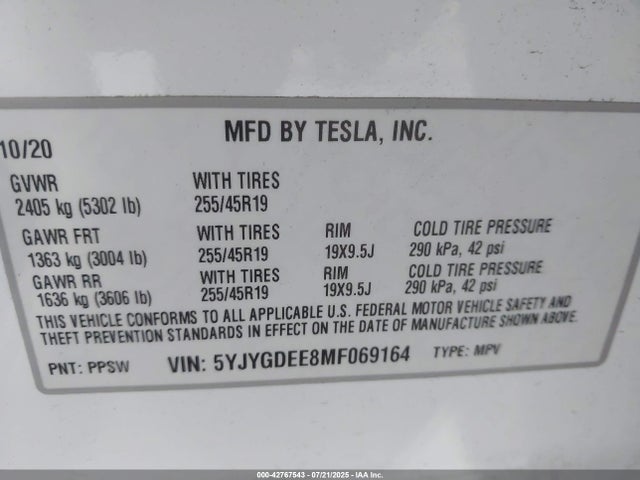 MFD BY TESLA, INC.
10/20
GVWR WITH TIRES
2405 kg (5302 lb) 255/45R19
GAWR FRT WITH TIRES RIM COLD TIRE PRESSURE
1363 kg (3004 lb) 255/45R19 19X9.5J 290 kPa, 42 psi
GAWR RR WITH TIRES RIM COLD TIRE PRESSURE
1636 kg (3606 lb) 255/45R19 19X9.5J 290 kPa, 42 psi
THIS VEHICLE CONFORMS TO ALL APPLICABLE U.S. FEDERAL MOTOR VEHICLE SAFETY AND
THEFT PREVENTION STANDARDS IN EFFECT ON THE DATE OF MANUFACTURE SHOWN ABOVE.
PNT: PPSW VIN: 5YJYGDEE8MF069164 TYPE: MPV
000-42767543 - 07/21/2025 - IAA Inc.